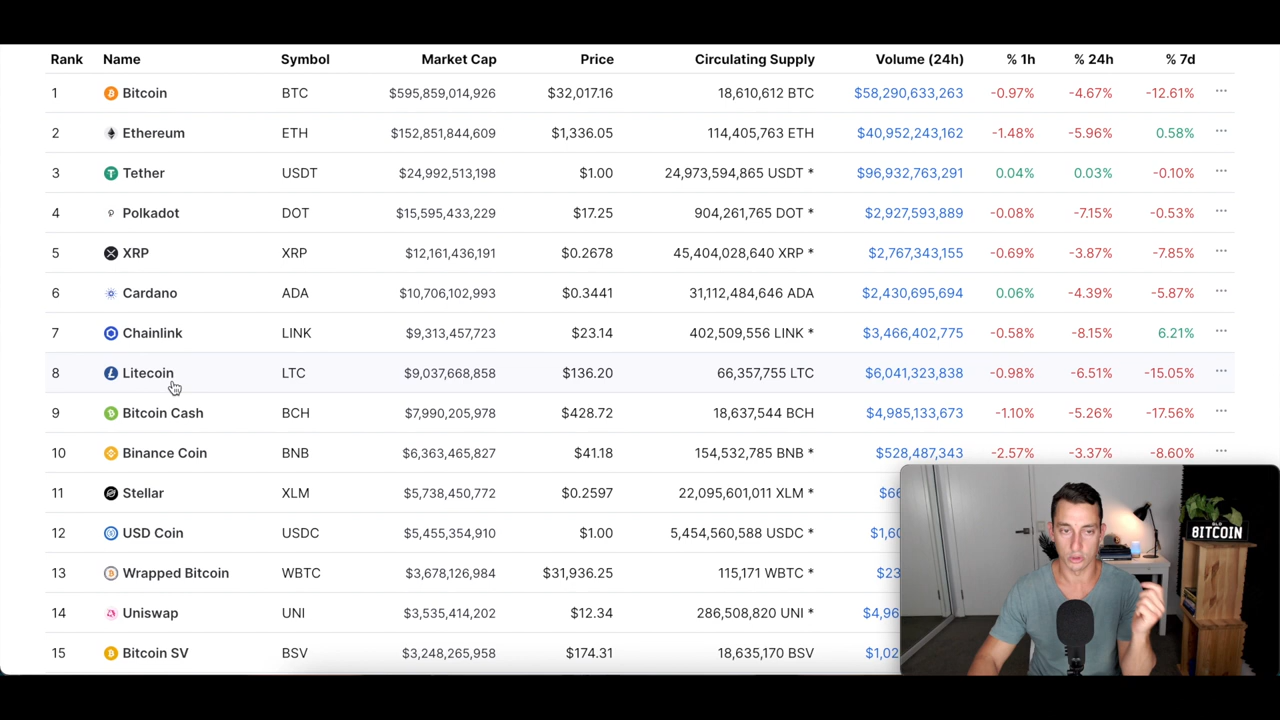 Rank Name Symbol Market Cap Price Circulating Supply Volume (24h) % 1h % 24h % 7d
1 Bitcoin BTC $595,859,014,926 $32,017.16 18,610,612 BTC $58,290,633,263 -0.97% -4.67% -12.61% ...
2 Ethereum ETH $152,851,844,609 $1,336.05 114,405,763 ETH $40,952,243,162 -1.48% -5.96% 0.58% ...
3 Tether USDT $24,992,513,198 $1.00 24,973,594,865 USDT * $96,932,763,291 0.04% 0.03% -0.10% ...
4 Polkadot DOT $15,595,433,229 $17.25 904,261,765 DOT * $2,927,593,889 -0.08% -7.15% -0.53% ...
5 XRP XRP $12,161,436,191 $0.2678 45,404,028,640 XRP * $2,767,343,155 -0.69% -3.87% -7.85% ...
6 Cardano ADA $10,706,102,993 $0.3441 31,112,484,646 ADA $2,430,695,694 0.06% -4.39% -5.87% ...
7 Chainlink LINK $9,313,457,723 $23.14 402,509,556 LINK * $3,466,402,775 -0.58% -8.15% 6.21% ...
8 Litecoin LTC $9,037,668,858 $136.20 66,357,755 LTC $6,041,323,838 -0.98% -6.51% -15.05% ...
9 Bitcoin Cash BCH $7,990,205,978 $428.72 18,637,544 BCH $4,985,133,673 -1.10% -5.26% -17.56% ...
10 Binance Coin BNB $6,363,465,827 $41.18 154,532,785 BNB * $528,487,343 -2.57% -3.37% -8.60% ...
11 Stellar XLM $5,738,450,772 $0.2597 22,095,601,011 XLM * $66
12 USD Coin USDC $5,455,354,910 $1.00 5,454,560,588 USDC * $1,60
13 Wrapped Bitcoin WBTC $3,678,126,984 $31,936.25 115,171 WBTC * $23
14 Uniswap UNI $3,535,414,202 $12.34 286,508,820 UNI * $4,96
15 Bitcoin SV BSV $3,248,265,958 $174.31 18,635,170 BSV $1,02
BITCOIN